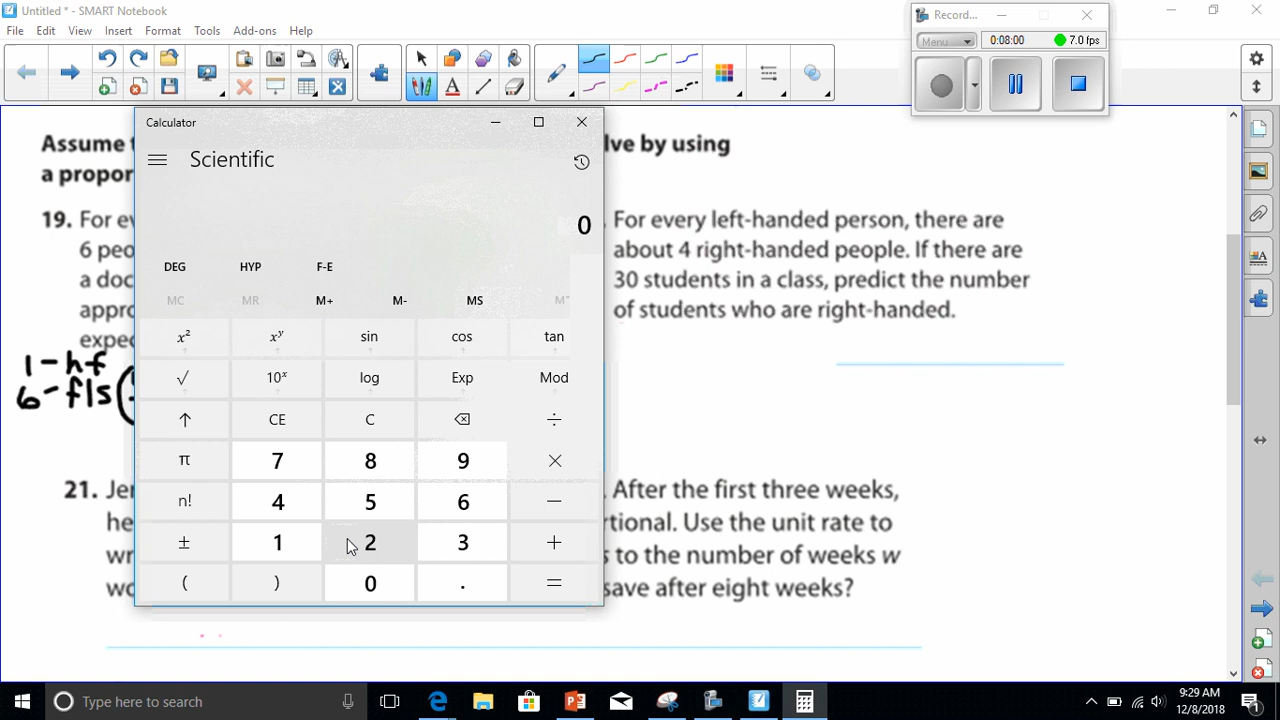 Untitled * - SMART Notebook
File Edit View Insert Format Tools Add-ons Help
Record...
Menu 0:08:00 7.0 fps
Calculator
Scientific
0
DEG HYP F-E
MC MR M+ M- MS
x² xʸ sin cos tan
√ 10ˣ log Exp Mod
↑ CE C ÷
π 7 8 9 ×
n! 4 5 6 −
± 1 2 3 +
( ) 0 . =
Assume
lve by using
a propor
19. For ev
6 peo
a doc
appro
expe
1 - hf
6 - fls
For every left-handed person, there are
about 4 right-handed people. If there are
30 students in a class, predict the number
of students who are right-handed.
21. Jer
he
wr
wo
After the first three weeks,
rtional. Use the unit rate to
s to the number of weeks w
save after eight weeks?
Type here to search
9:29 AM
12/8/2018